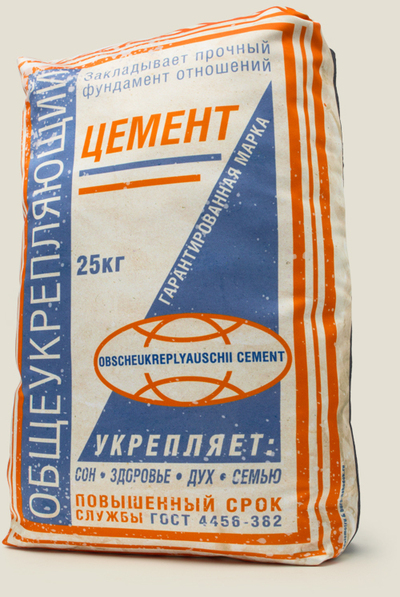 Закладывает прочный
фундамент отношений
ЦЕМЕНТ
ОБЩЕУКРЕПЛЯЮЩИЙ
ГАРАНТИРОВАННАЯ МАРКА
25кг
OBSCHEUKREPLYAUSCHII CEMENT
УКРЕПЛЯЕТ:
СОН • ЗДОРОВЬЕ • ДУХ • СЕМЬЮ
ПОВЫШЕННЫЙ СРОК
СЛУЖБЫ ГОСТ 4456-362